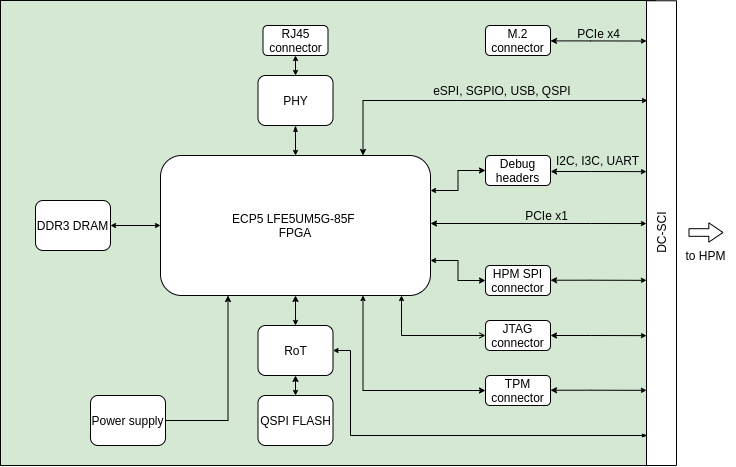 RJ45
connector
M.2
connector
PCIe x4
PHY
eSPI, SGPIO, USB, QSPI
Debug
headers
I2C, I3C, UART
DDR3 DRAM
ECP5 LFE5UM5G-85F
FPGA
PCIe x1
DC-SCI
to HPM
HPM SPI
connector
JTAG
connector
RoT
TPM
connector
Power supply
QSPI FLASH